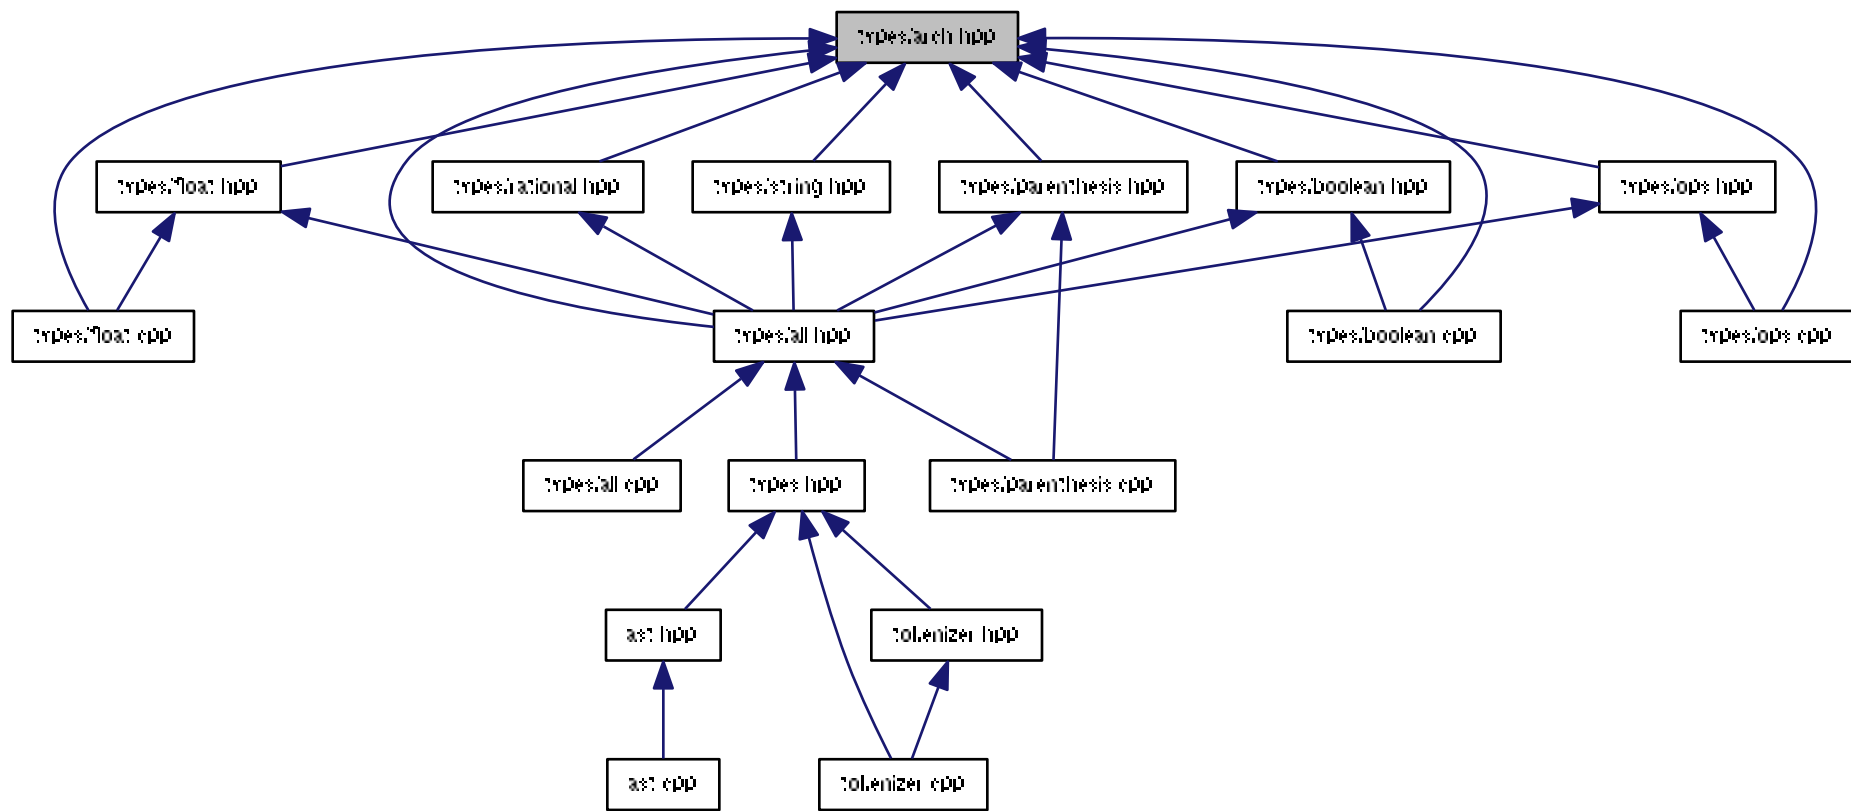 types/arch.hpp
types/float.hpp
types/rational.hpp
types/string.hpp
types/parenthesis.hpp
types/boolean.hpp
types/ops.hpp
types/float.cpp
types/all.hpp
types/boolean.cpp
types/ops.cpp
types/all.cpp
types.hpp
types/parenthesis.cpp
ast.hpp
tokenizer.hpp
ast.cpp
tokenizer.cpp